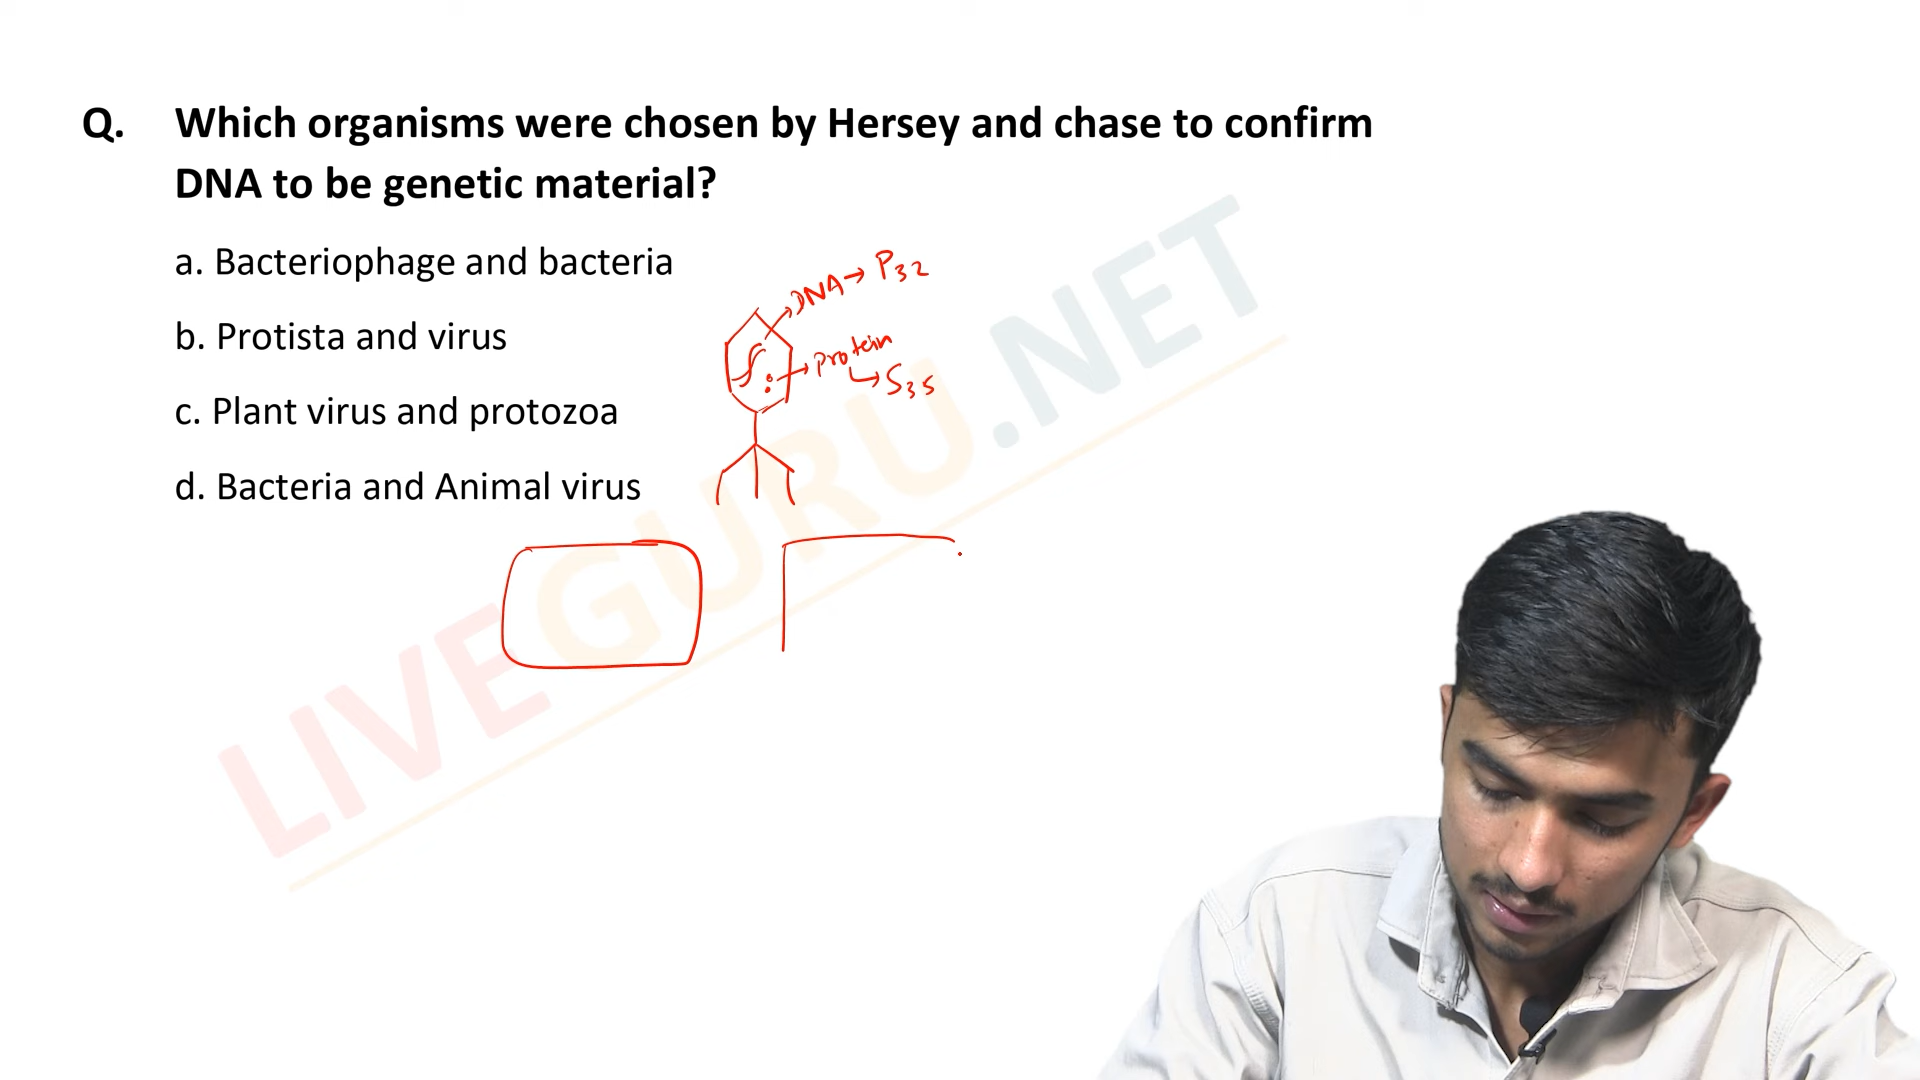 Q. Which organisms were chosen by Hersey and chase to confirm
DNA to be genetic material?
a. Bacteriophage and bacteria
b. Protista and virus
c. Plant virus and protozoa
d. Bacteria and Animal virus
DNA → P32
Protein
↳ S35
LIVEGURU.NET